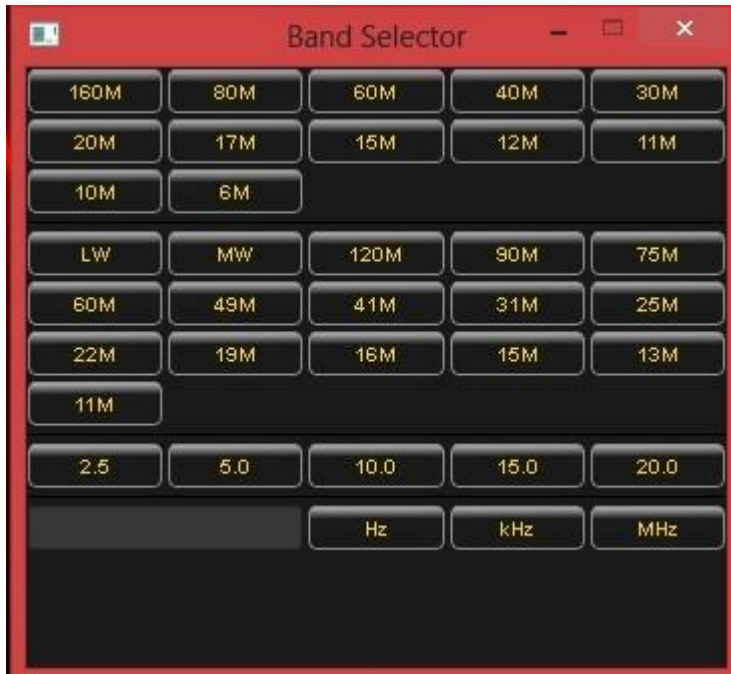 Band Selector
160M 80M 60M 40M 30M
20M 17M 15M 12M 11M
10M 6M
LW MW 120M 90M 75M
60M 49M 41M 31M 25M
22M 19M 16M 15M 13M
11M
2.5 5.0 10.0 15.0 20.0
Hz kHz MHz